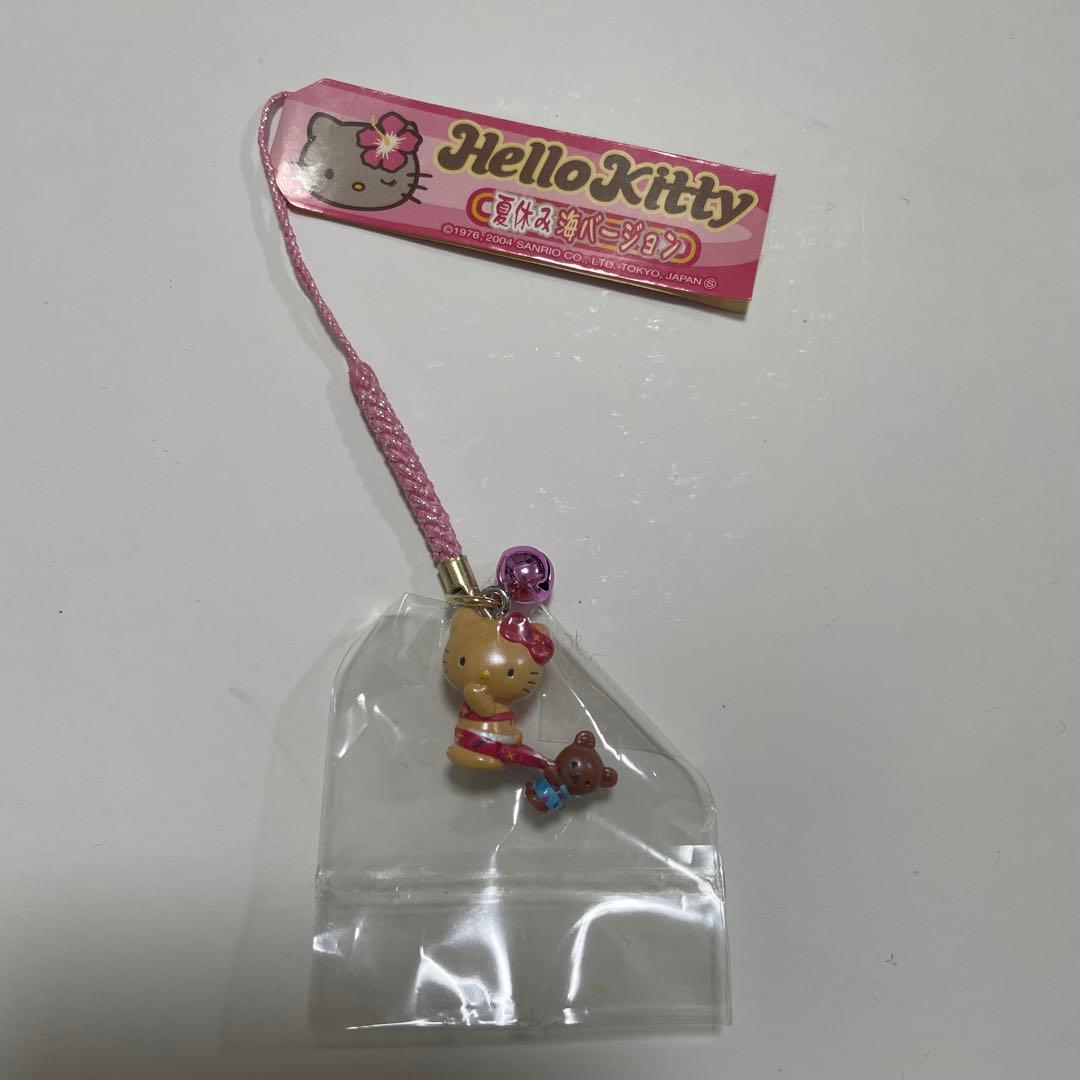 Hello Kitty
夏休み 海バージョン
©1976, 2004 SANRIO CO., LTD. TOKYO, JAPAN Ⓢ